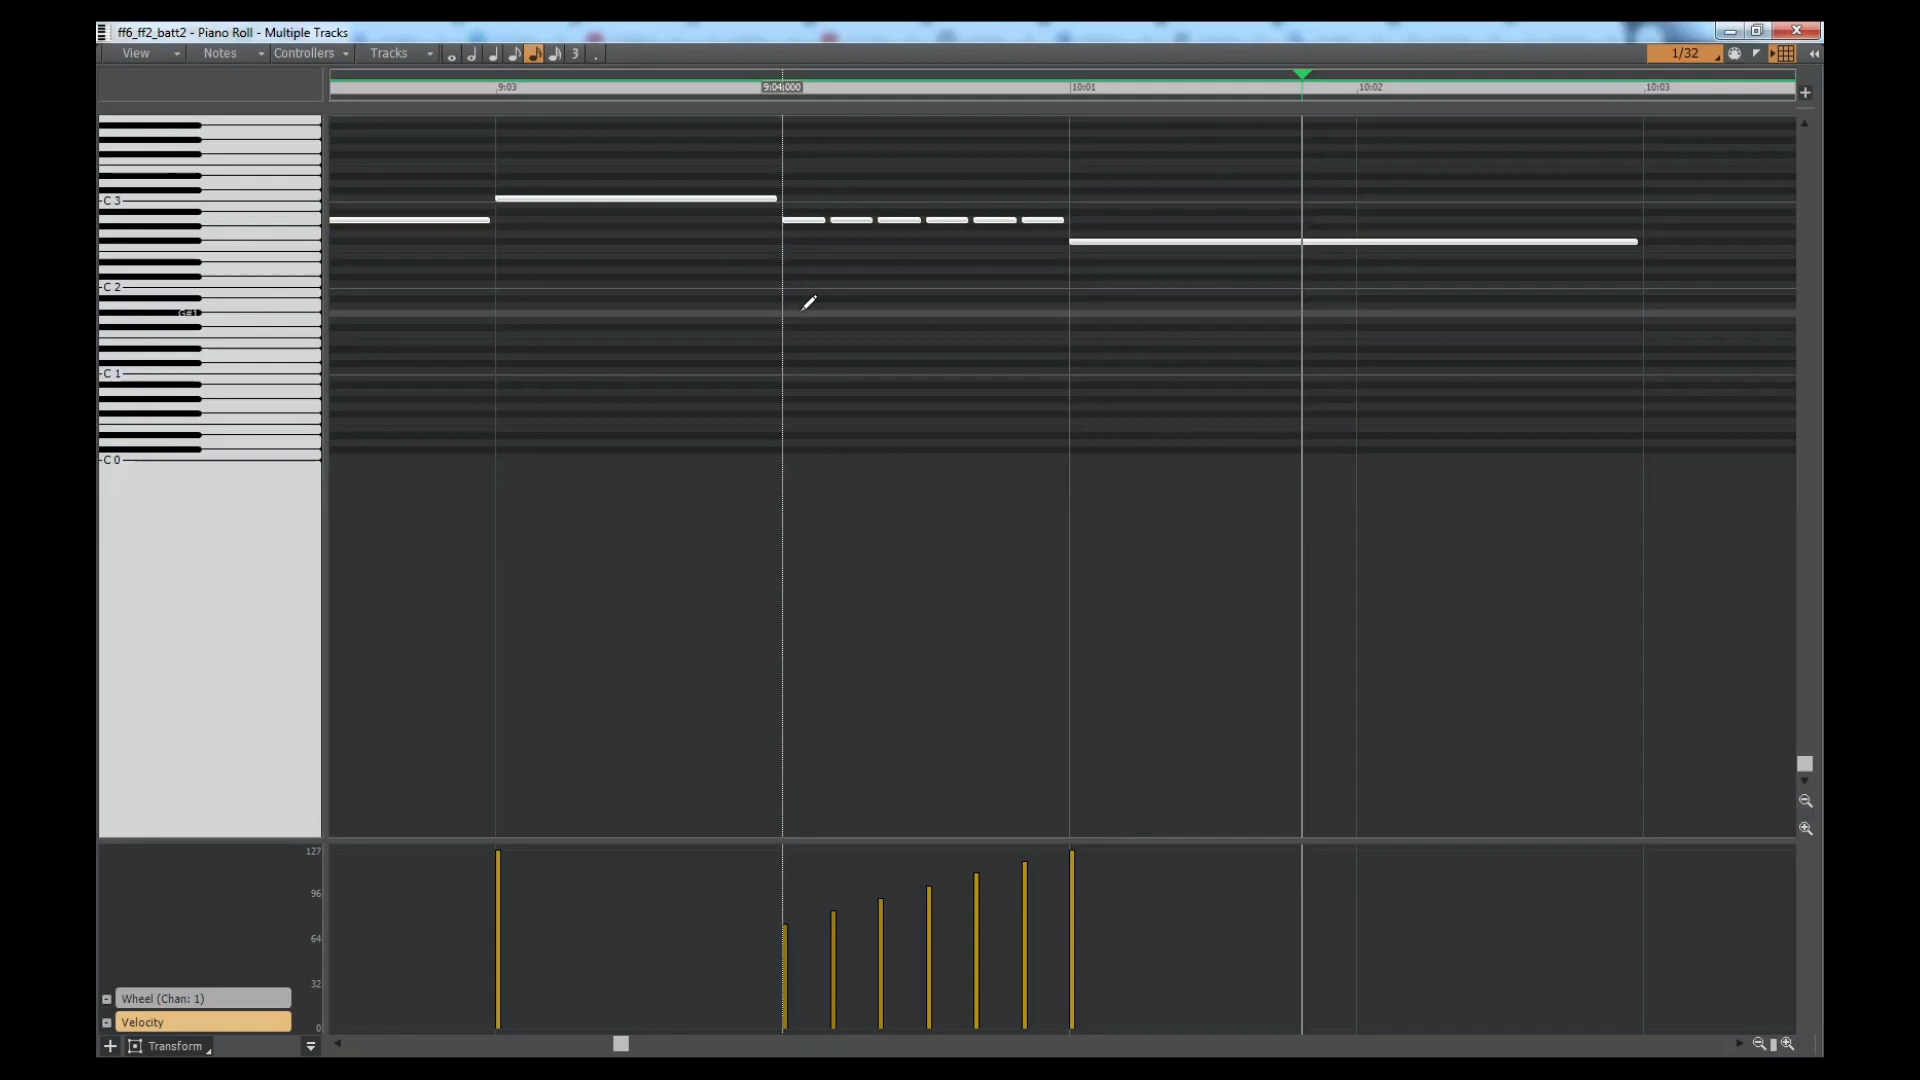 ff6_ff2_batt2 - Piano Roll - Multiple Tracks
View Notes Controllers Tracks 3 . 1/32
9:03 9:04:000 10:01 10:02 10:03
C 3
C 2
G#1
C 1
C 0
127
96
64
32
0
Wheel (Chan: 1)
Velocity
Transform